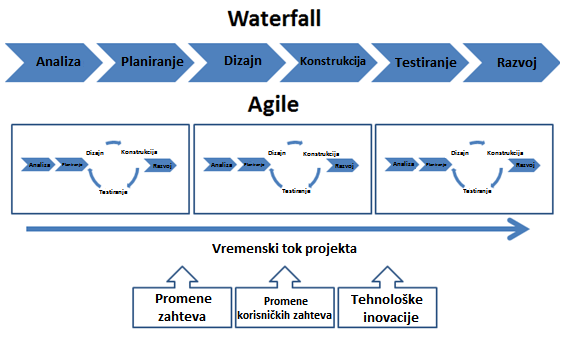 Waterfall
Analiza Planiranje Dizajn Konstrukcija Testiranje Razvoj
Agile
Dizajn Konstrukcija
Analiza Planiranje Razvoj
Testiranje
Dizajn Konstrukcija
Analiza Planiranje Razvoj
Testiranje
Dizajn Konstrukcija
Analiza Planiranje Razvoj
Testiranje
Vremenski tok projekta
Promene
zahteva
Promene
korisničkih zahteva
Tehnološke
inovacije